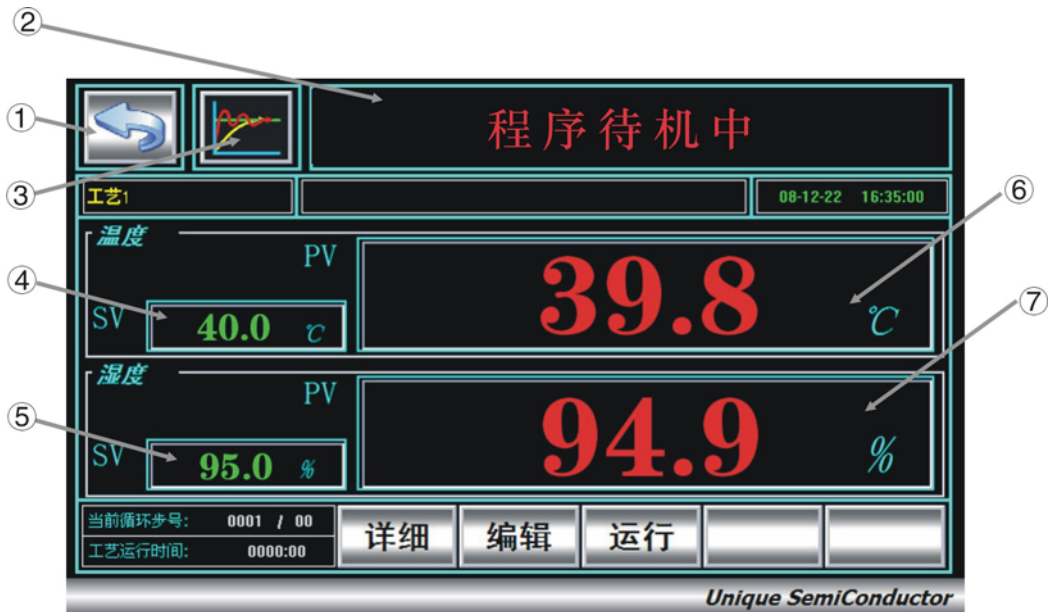 ②
① 程序待机中
③
工艺1 08-12-22 16:35:00 ⑥
温度
PV 39.8 ℃
④ SV 40.0 ℃
⑦
湿度
PV 94.9 %
⑤ SV 95.0 %
当前循环步号: 0001 / 00
工艺运行时间: 0000:00
详细 编辑 运行
Unique SemiConductor